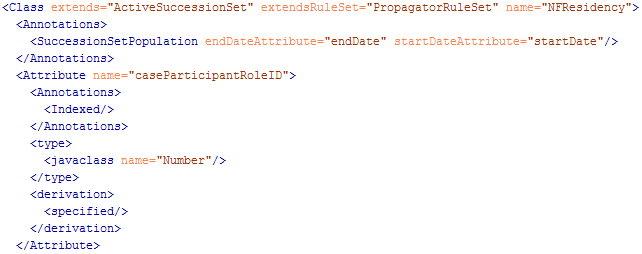 <Class extends="ActiveSuccessionSet" extendsRuleSet="PropagatorRuleSet" name="NFResidency">
<Annotations>
<SuccessionSetPopulation endDateAttribute="endDate" startDateAttribute="startDate"/>
</Annotations>
<Attribute name="caseParticipantRoleID">
<Annotations>
<Indexed/>
</Annotations>
<type>
<javaclass name="Number"/>
</type>
<derivation>
<specified/>
</derivation>
</Attribute>